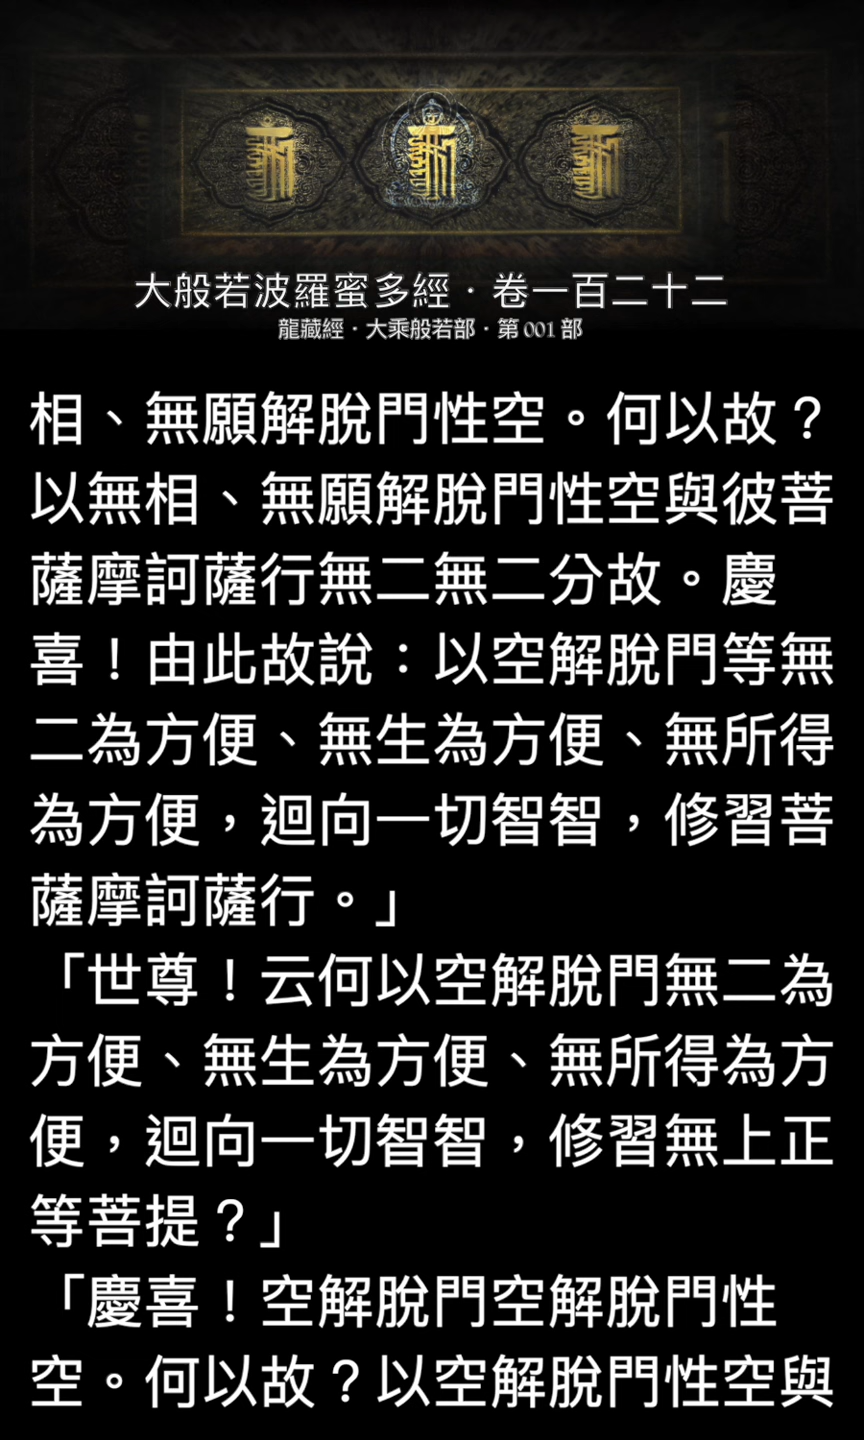 大般若波羅蜜多經．卷一百二十二
龍藏經．大乘般若部．第 001 部
相、無願解脫門性空。何以故？
以無相、無願解脫門性空與彼菩
薩摩訶薩行無二無二分故。慶
喜！由此故說：以空解脫門等無
二為方便、無生為方便、無所得
為方便，迴向一切智智，修習菩
薩摩訶薩行。」
「世尊！云何以空解脫門無二為
方便、無生為方便、無所得為方
便，迴向一切智智，修習無上正
等菩提？」
「慶喜！空解脫門空解脫門性
空。何以故？以空解脫門性空與